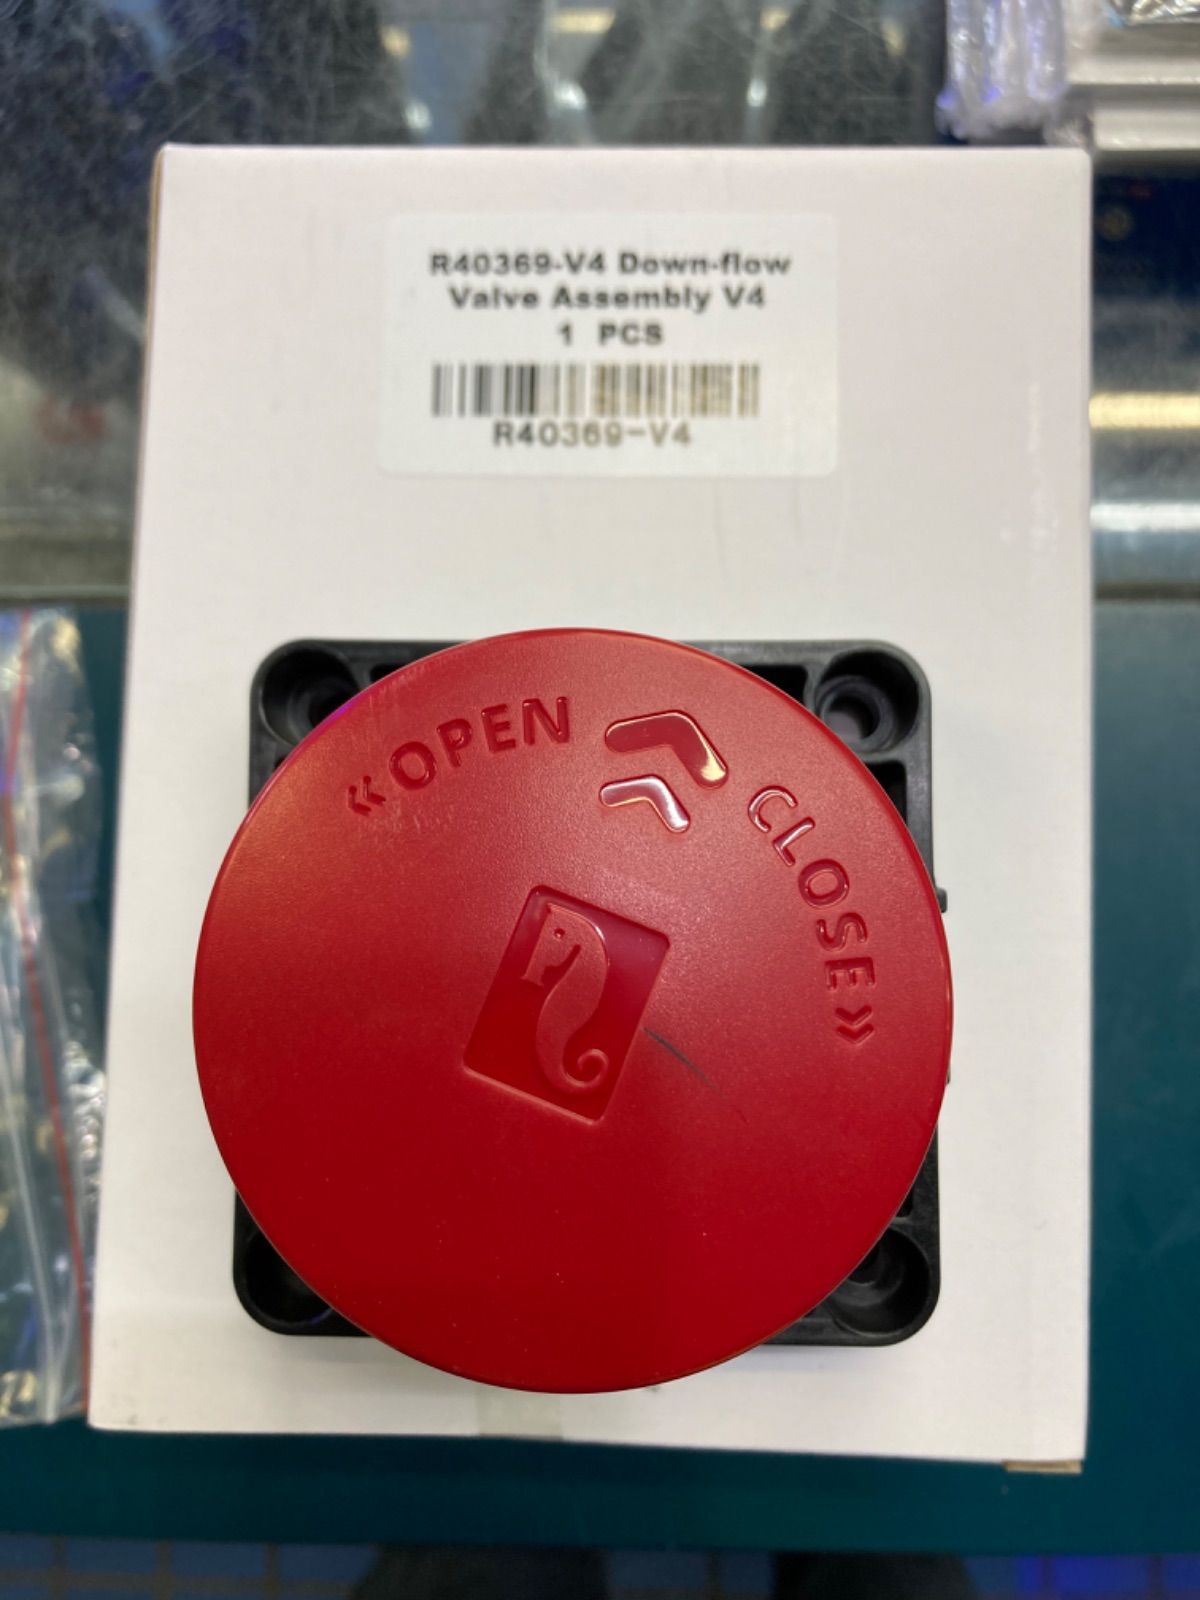 R40369-V4 Down-flow
Valve Assembly V4
1 PCS
R40369-V4
«OPEN
CLOSE»